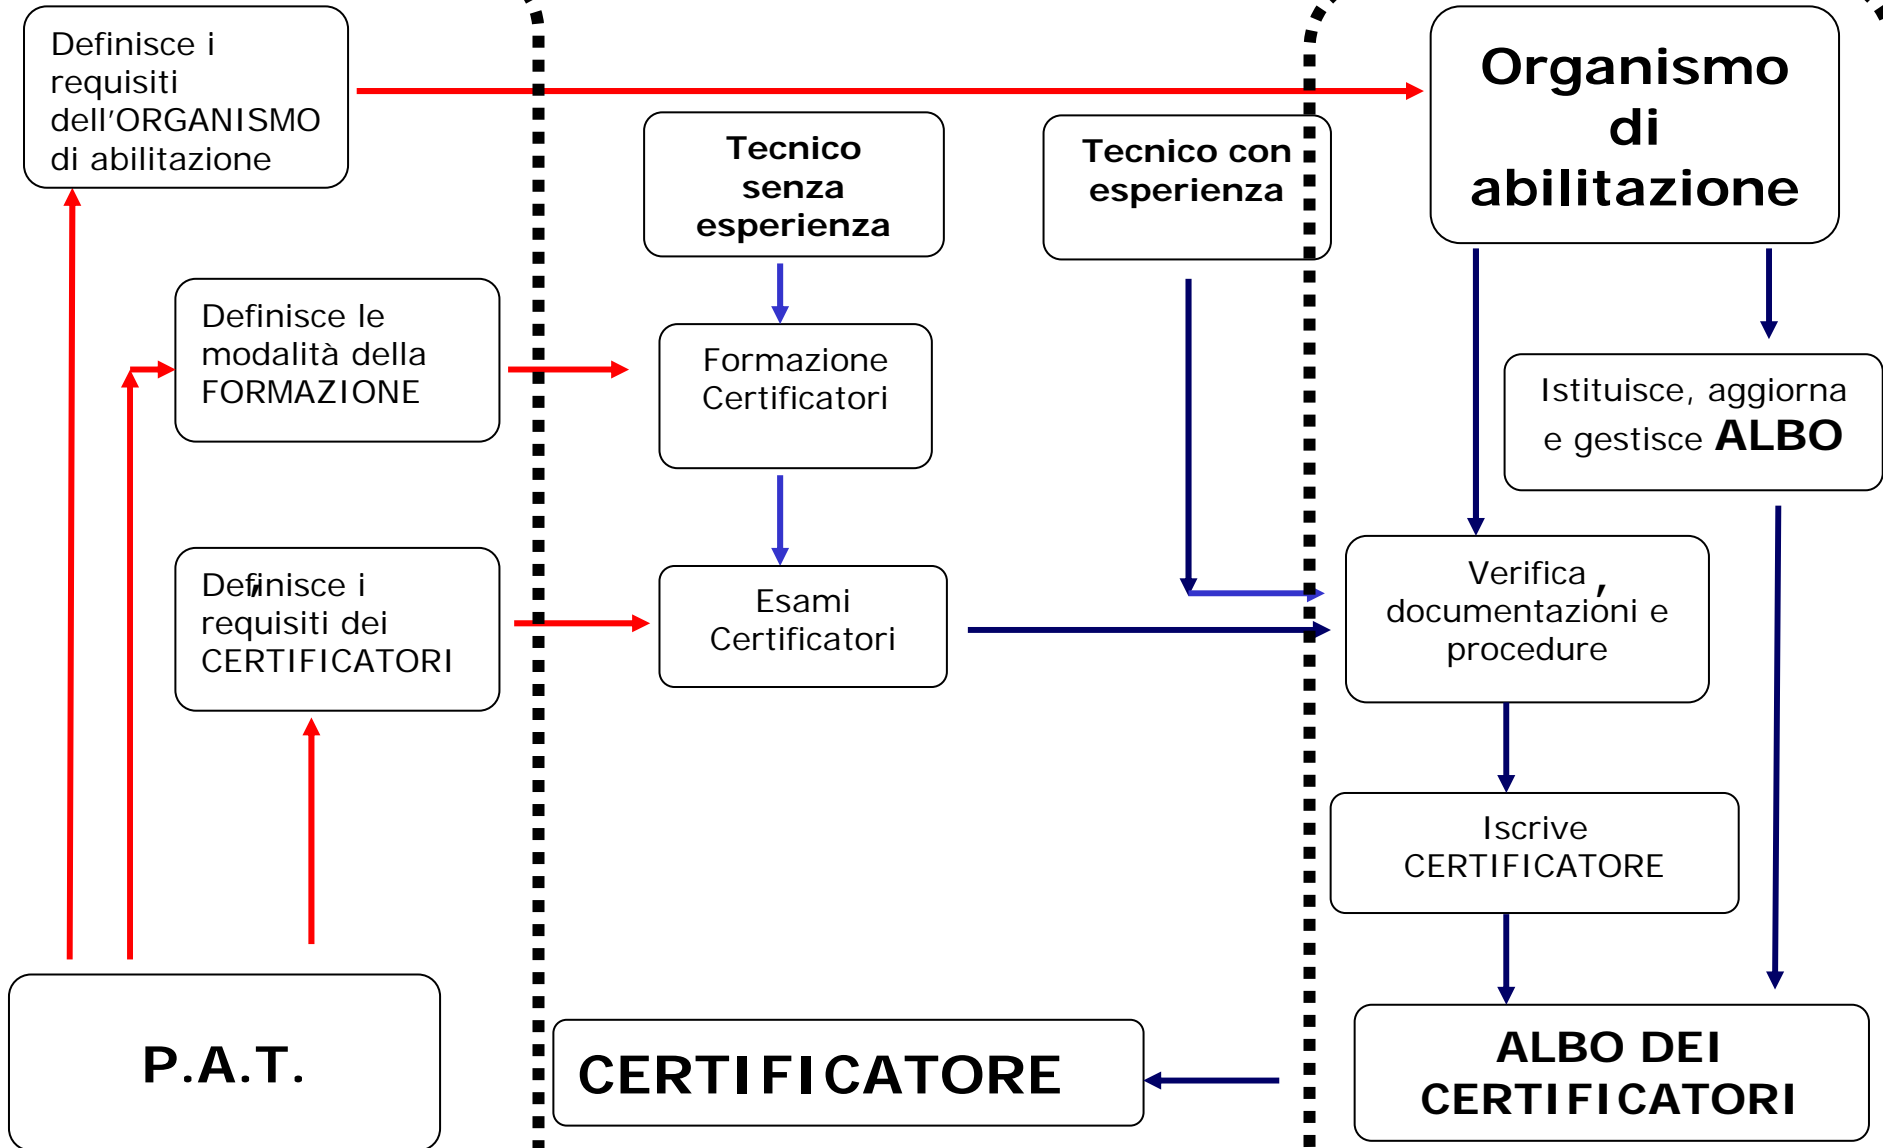 Definisce i
requisiti
dell'ORGANISMO
di abilitazione
Tecnico
senza
esperienza
Tecnico con
esperienza
Organismo
di
abilitazione
Definisce le
modalità della
FORMAZIONE
Formazione
Certificatori
Istituisce, aggiorna
e gestisce ALBO
Definisce i
requisiti dei
CERTIFICATORI
Esami
Certificatori
Verifica ,
documentazioni e
procedure
Iscrive
CERTIFICATORE
P.A.T.
CERTIFICATORE
ALBO DEI
CERTIFICATORI